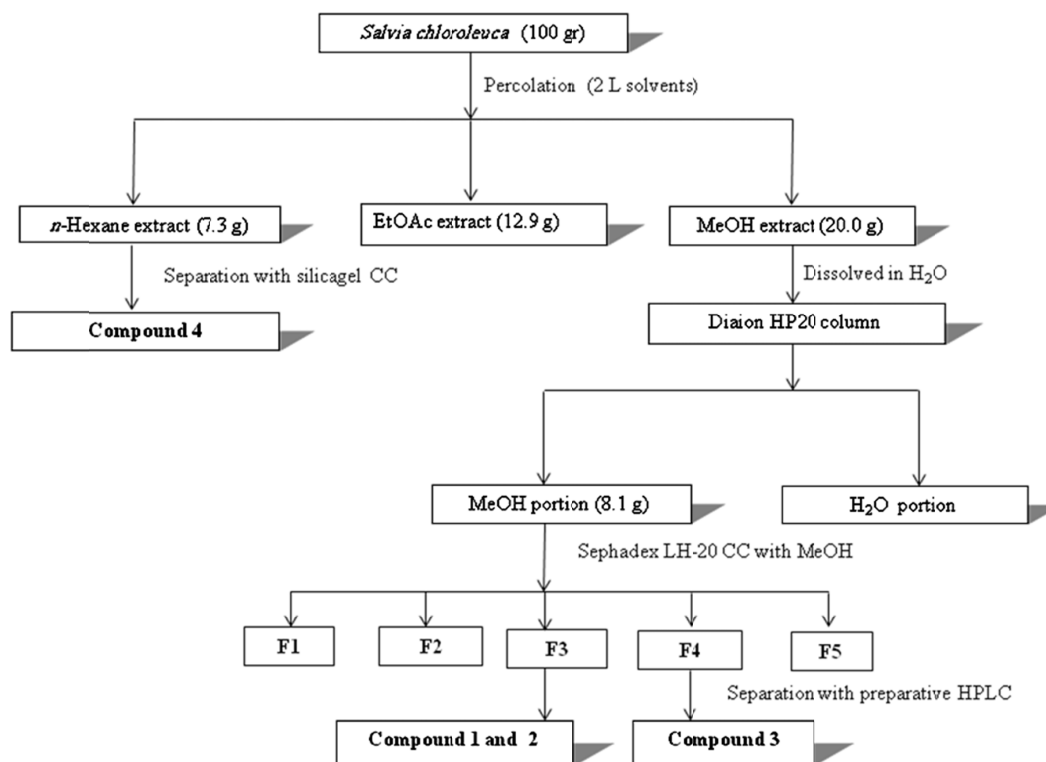 Salvia chloroleuca (100 gr)
Percolation (2 L solvents)
n-Hexane extract (7.3 g)
EtOAc extract (12.9 g)
MeOH extract (20.0 g)
Separation with silicagel CC
Dissolved in H₂O
Compound 4
Diaion HP20 column
MeOH portion (8.1 g)
H₂O portion
Sephadex LH-20 CC with MeOH
F1
F2
F3
F4
F5
Separation with preparative HPLC
Compound 1 and 2
Compound 3